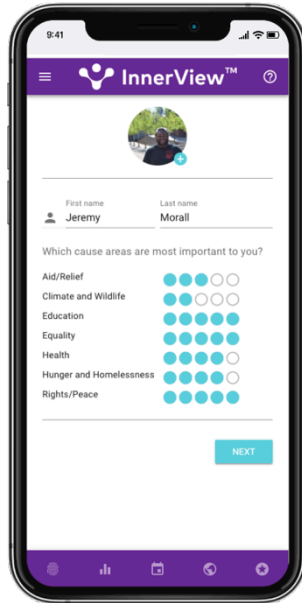 9:41
InnerView™
First name
Last name
Jeremy
Morall
Which cause areas are most important to you?
Aid/Relief
Climate and Wildlife
Education
Equality
Health
Hunger and Homelessness
Rights/Peace
NEXT